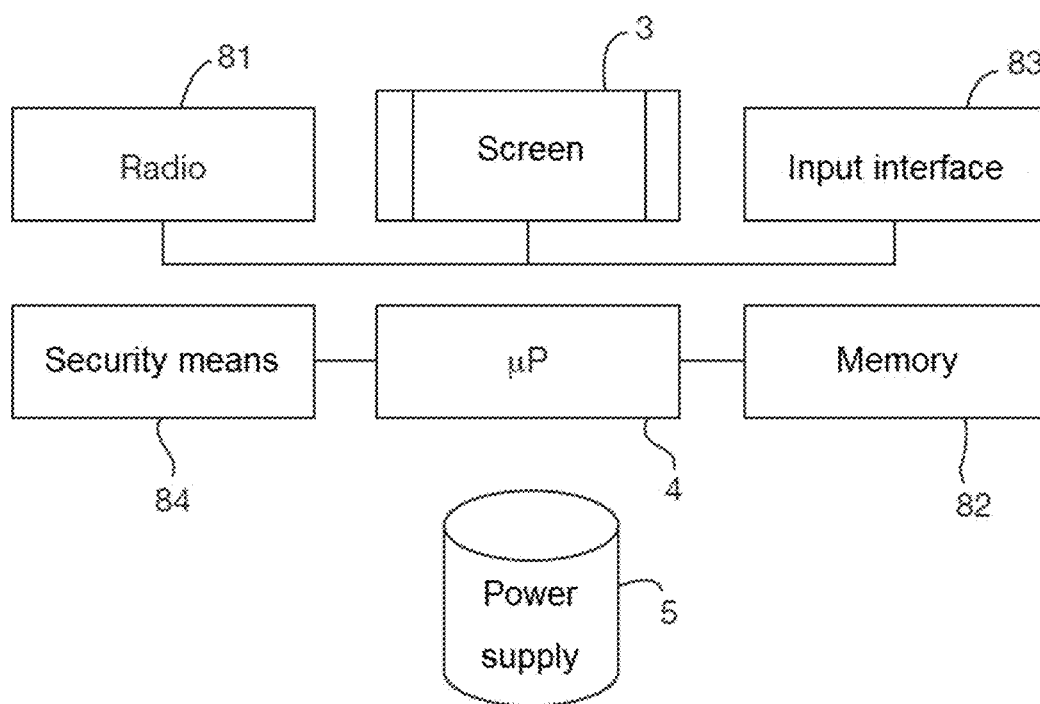 81
3
83
Radio
Screen
Input interface
Security means
μP
Memory
84
4
82
Power
supply
5